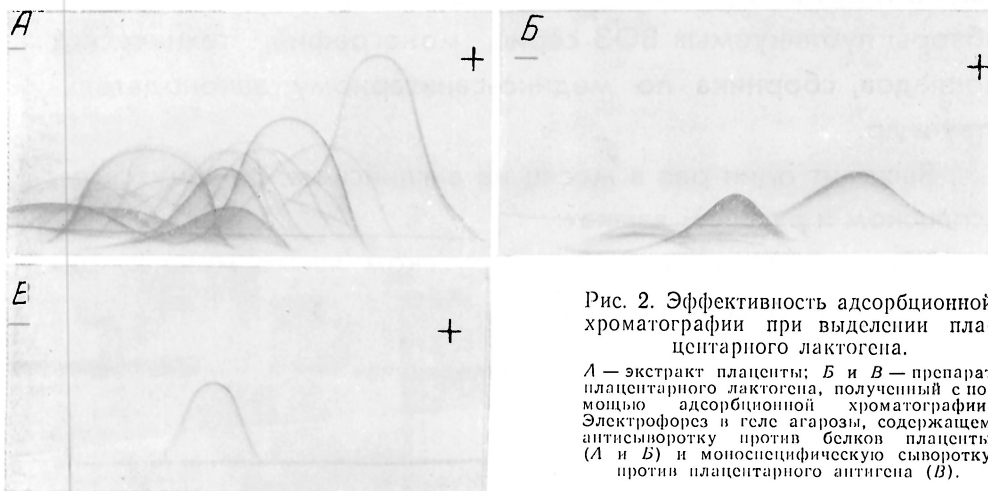 А
Б
−
+
−
+
В
−
+
Рис. 2. Эффективность адсорбционной
хроматографии при выделении пла-
центарного лактогена.
А — экстракт плаценты; Б и В — препарат
плацентарного лактогена, полученный с по-
мощью адсорбционной хроматографии.
Электрофорез в геле агарозы, содержащем
антисыворотку против белков плаценты
(А и Б) и моноспецифическую сыворотку
против плацентарного антигена (В).